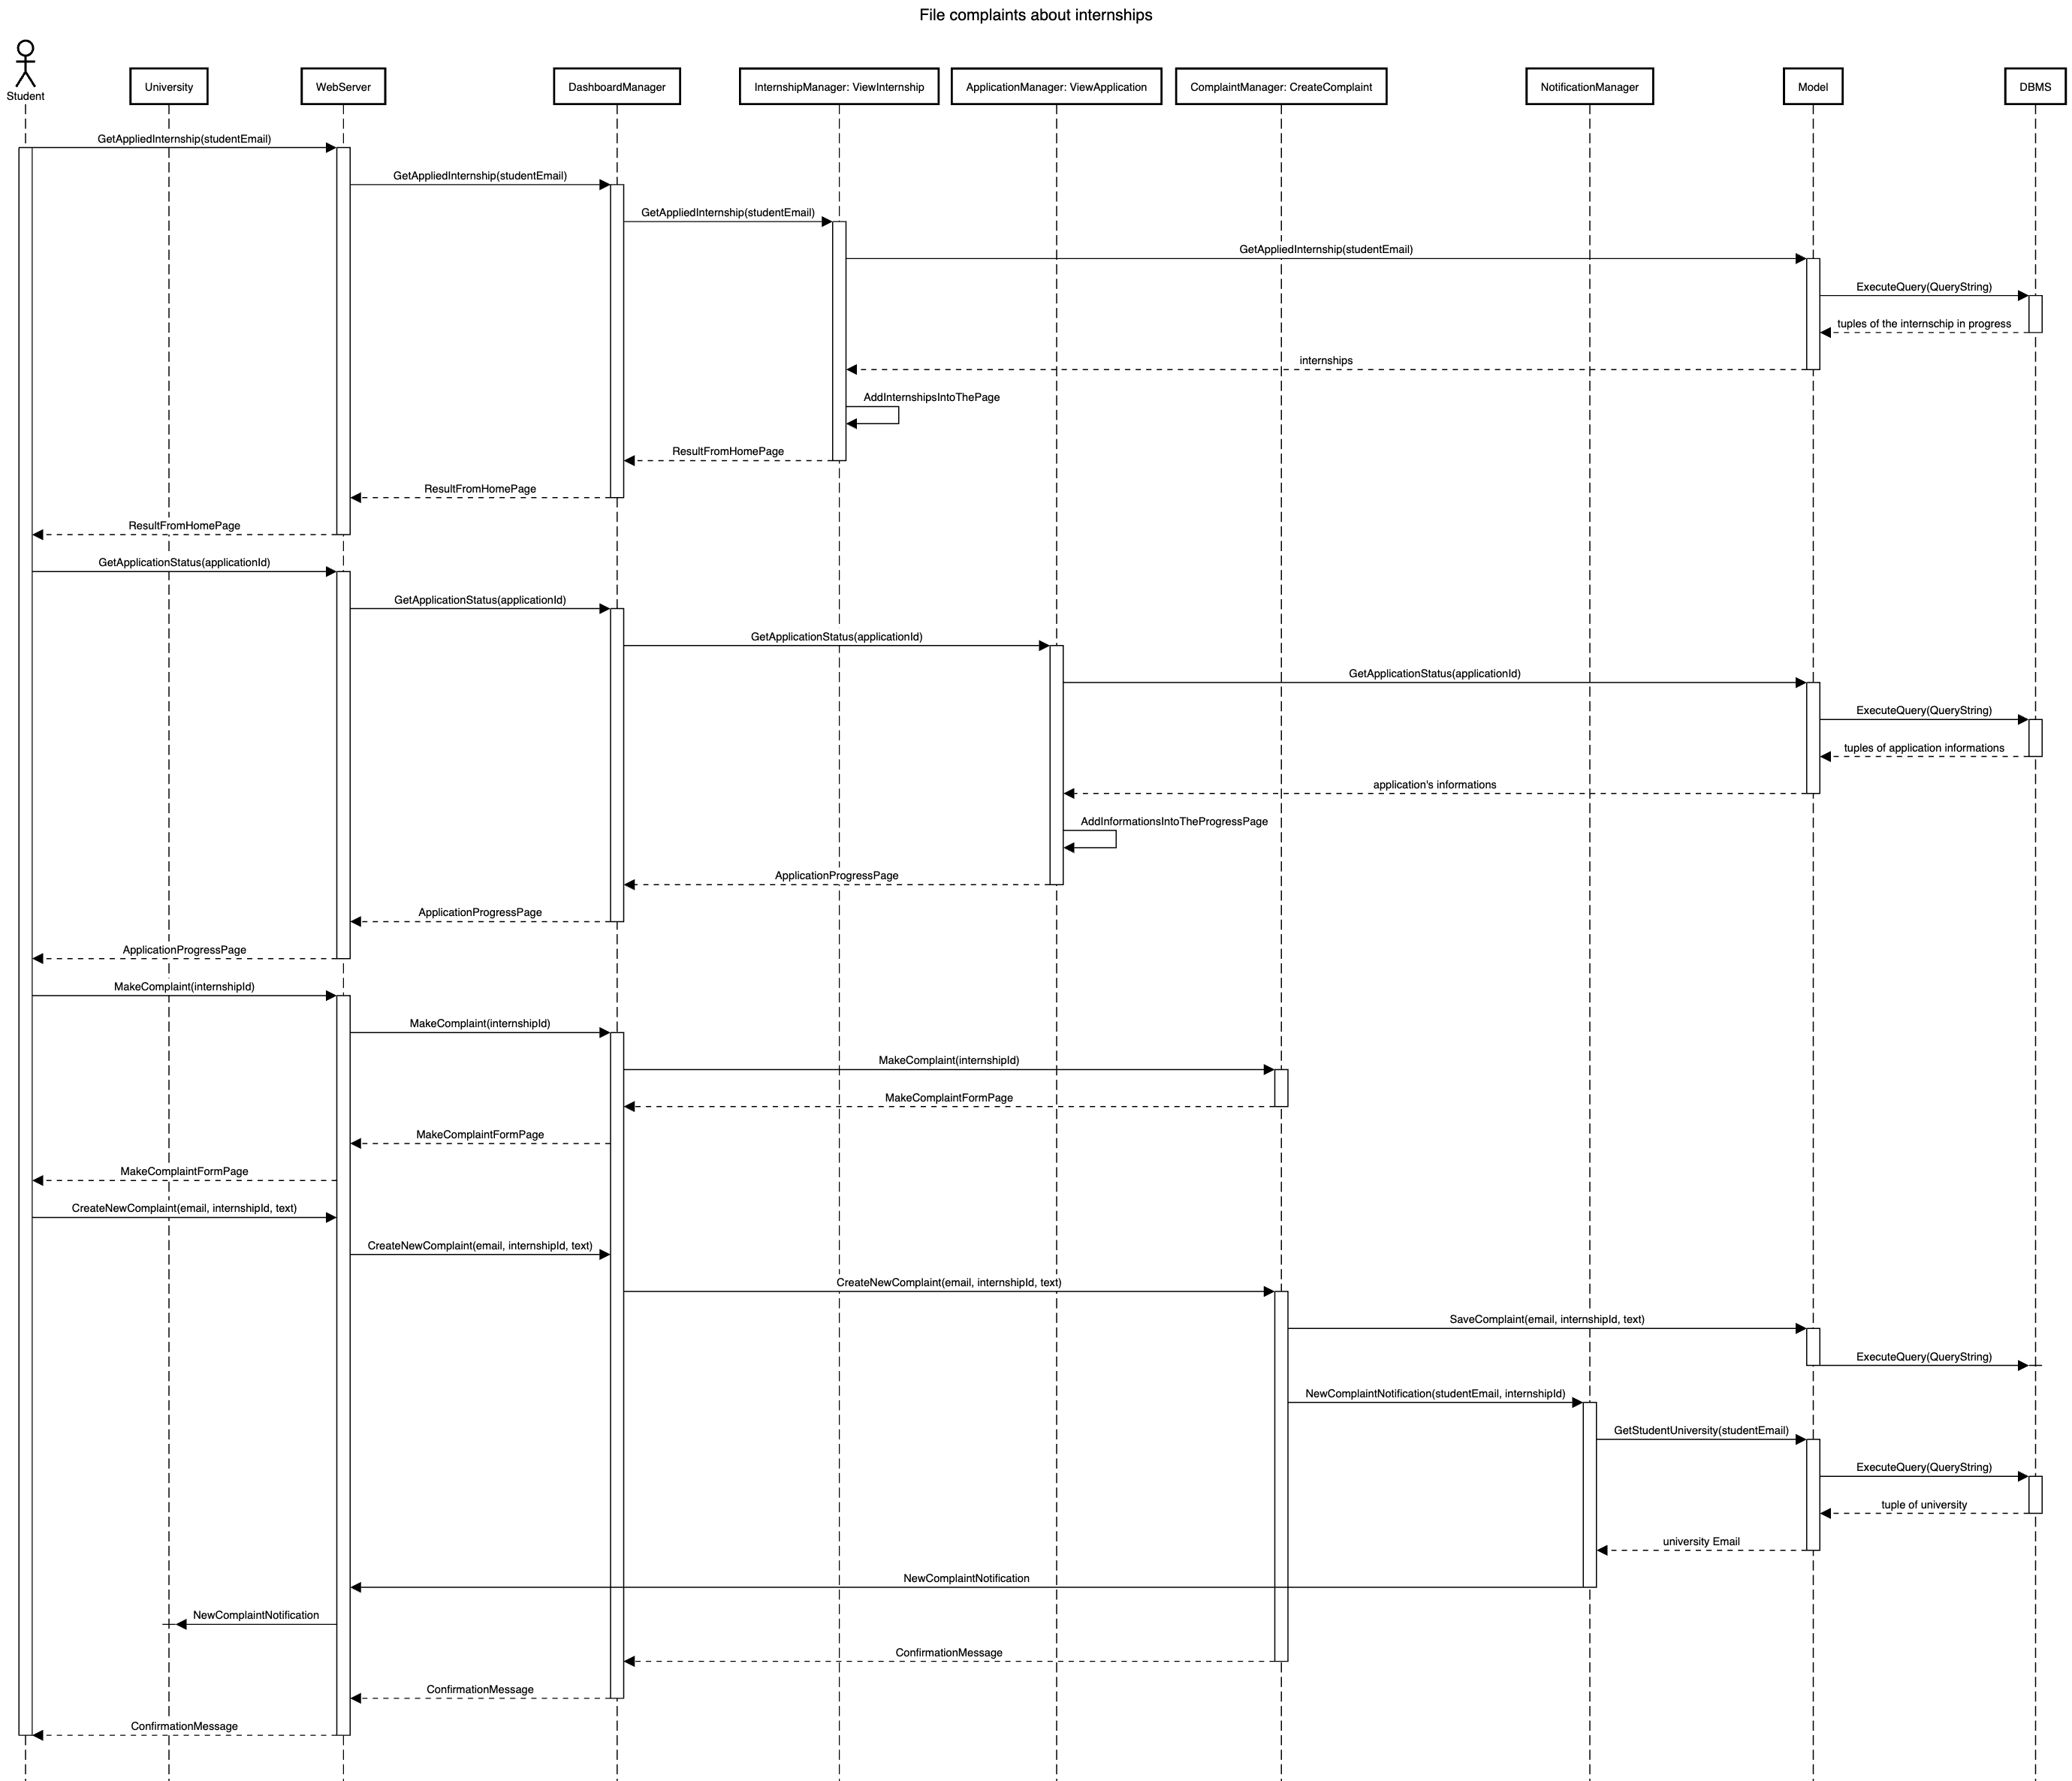 File complaints about internships
Student
University
WebServer
DashboardManager
InternshipManager: ViewInternship
ApplicationManager: ViewApplication
ComplaintManager: CreateComplaint
NotificationManager
Model
DBMS
GetAppliedInternship(studentEmail)
GetAppliedInternship(studentEmail)
GetAppliedInternship(studentEmail)
GetAppliedInternship(studentEmail)
ExecuteQuery(QueryString)
tuples of the internschip in progress
internships
AddInternshipsIntoThePage
ResultFromHomePage
ResultFromHomePage
ResultFromHomePage
GetApplicationStatus(applicationId)
GetApplicationStatus(applicationId)
GetApplicationStatus(applicationId)
GetApplicationStatus(applicationId)
ExecuteQuery(QueryString)
tuples of application informations
application's informations
AddInformationsIntoTheProgressPage
ApplicationProgressPage
ApplicationProgressPage
ApplicationProgressPage
MakeComplaint(internshipId)
MakeComplaint(internshipId)
MakeComplaint(internshipId)
MakeComplaintFormPage
MakeComplaintFormPage
MakeComplaintFormPage
CreateNewComplaint(email, internshipId, text)
CreateNewComplaint(email, internshipId, text)
CreateNewComplaint(email, internshipId, text)
SaveComplaint(email, internshipId, text)
ExecuteQuery(QueryString)
NewComplaintNotification(studentEmail, internshipId)
GetStudentUniversity(studentEmail)
ExecuteQuery(QueryString)
tuple of university
university Email
NewComplaintNotification
NewComplaintNotification
ConfirmationMessage
ConfirmationMessage
ConfirmationMessage